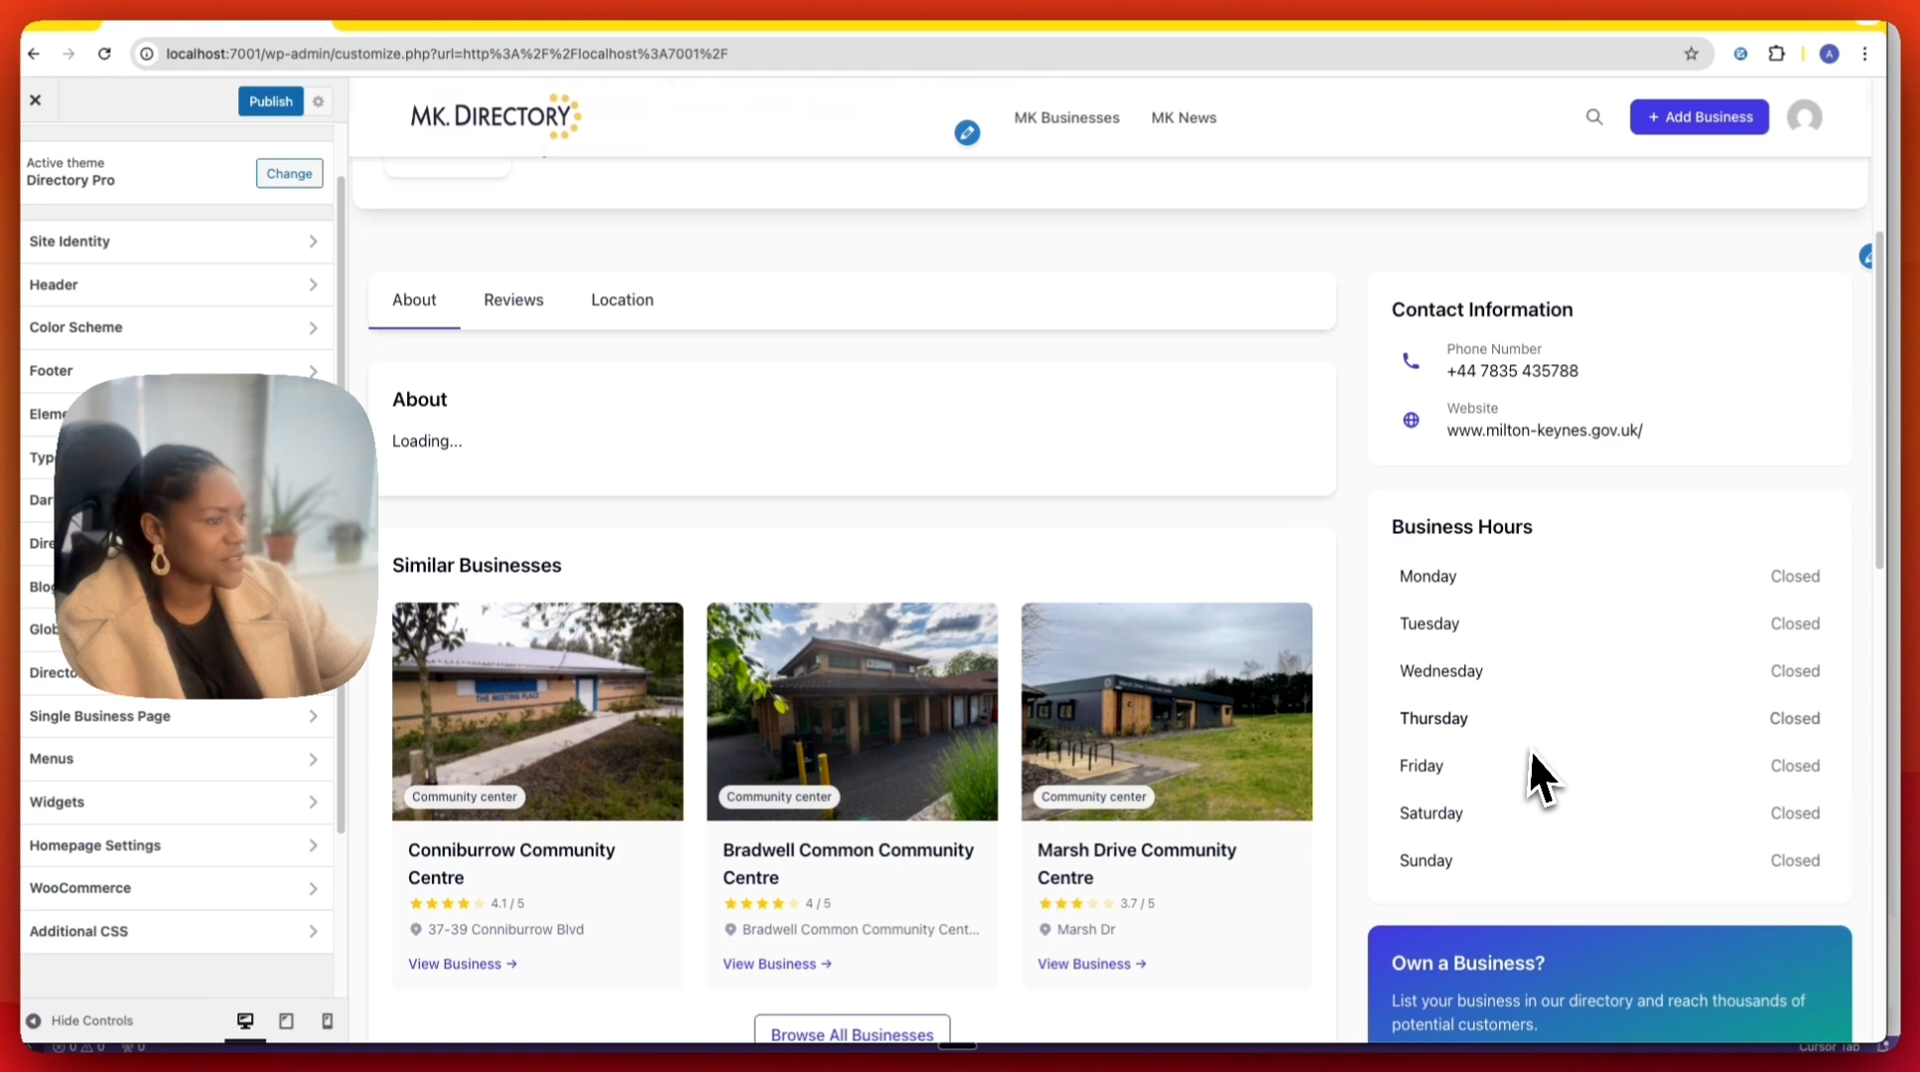 localhost:7001/wp-admin/customize.php?url=http%3A%2F%2Flocalhost%3A7001%2F
A
Publish
MK. DIRECTORY
MK Businesses
MK News
+ Add Business
Active theme
Directory Pro
Change
Site Identity
Header
Color Scheme
Footer
Single Business Page
Menus
Widgets
Homepage Settings
WooCommerce
Additional CSS
Hide Controls
About
Reviews
Location
About
Loading...
Similar Businesses
THE MEETING PLACE
Community center
Conniburrow Community
Centre
4.1 / 5
37-39 Conniburrow Blvd
View Business →
Community center
Bradwell Common Community
Centre
4 / 5
Bradwell Common Community Cent...
View Business →
Community center
Marsh Drive Community
Centre
3.7 / 5
Marsh Dr
View Business →
Browse All Businesses
Contact Information
Phone Number
+44 7835 435788
Website
www.milton-keynes.gov.uk/
Business Hours
Monday Closed
Tuesday Closed
Wednesday Closed
Thursday Closed
Friday Closed
Saturday Closed
Sunday Closed
Own a Business?
List your business in our directory and reach thousands of
potential customers.
Cursor Tab